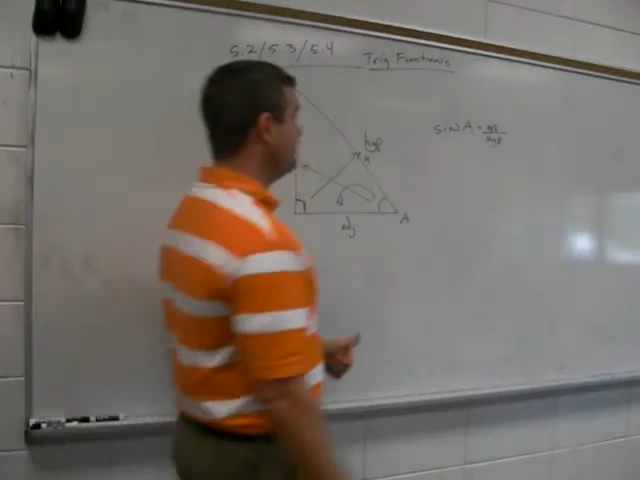 5.2/5.3/5.4 Trig Functions
hyp
sin A = opp/hyp
adj
A